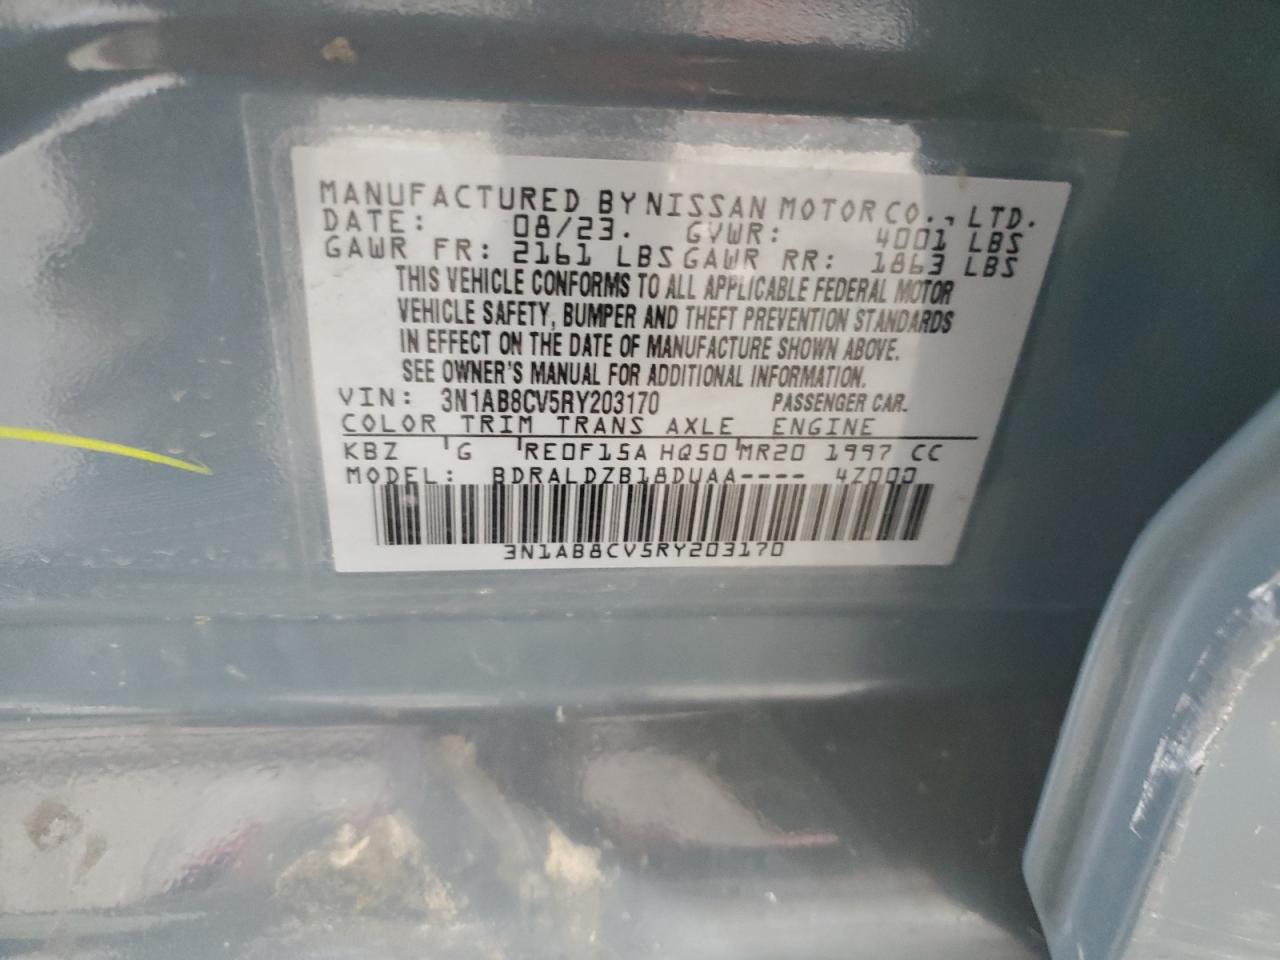 MANUFACTURED BY NISSAN MOTOR CO., LTD.
DATE: 08/23. GVWR: 4001 LBS
GAWR FR: 2161 LBS GAWR RR: 1863 LBS
THIS VEHICLE CONFORMS TO ALL APPLICABLE FEDERAL MOTOR
VEHICLE SAFETY, BUMPER AND THEFT PREVENTION STANDARDS
IN EFFECT ON THE DATE OF MANUFACTURE SHOWN ABOVE.
SEE OWNER'S MANUAL FOR ADDITIONAL INFORMATION.
VIN: 3N1AB8CV5RY203170 PASSENGER CAR.
COLOR TRIM TRANS AXLE ENGINE
KBZ G RE0F15A HQ50 MR20 1997 CC
MODEL: BDRALDZB18DUAA---- 4Z000
3N1AB8CV5RY203170